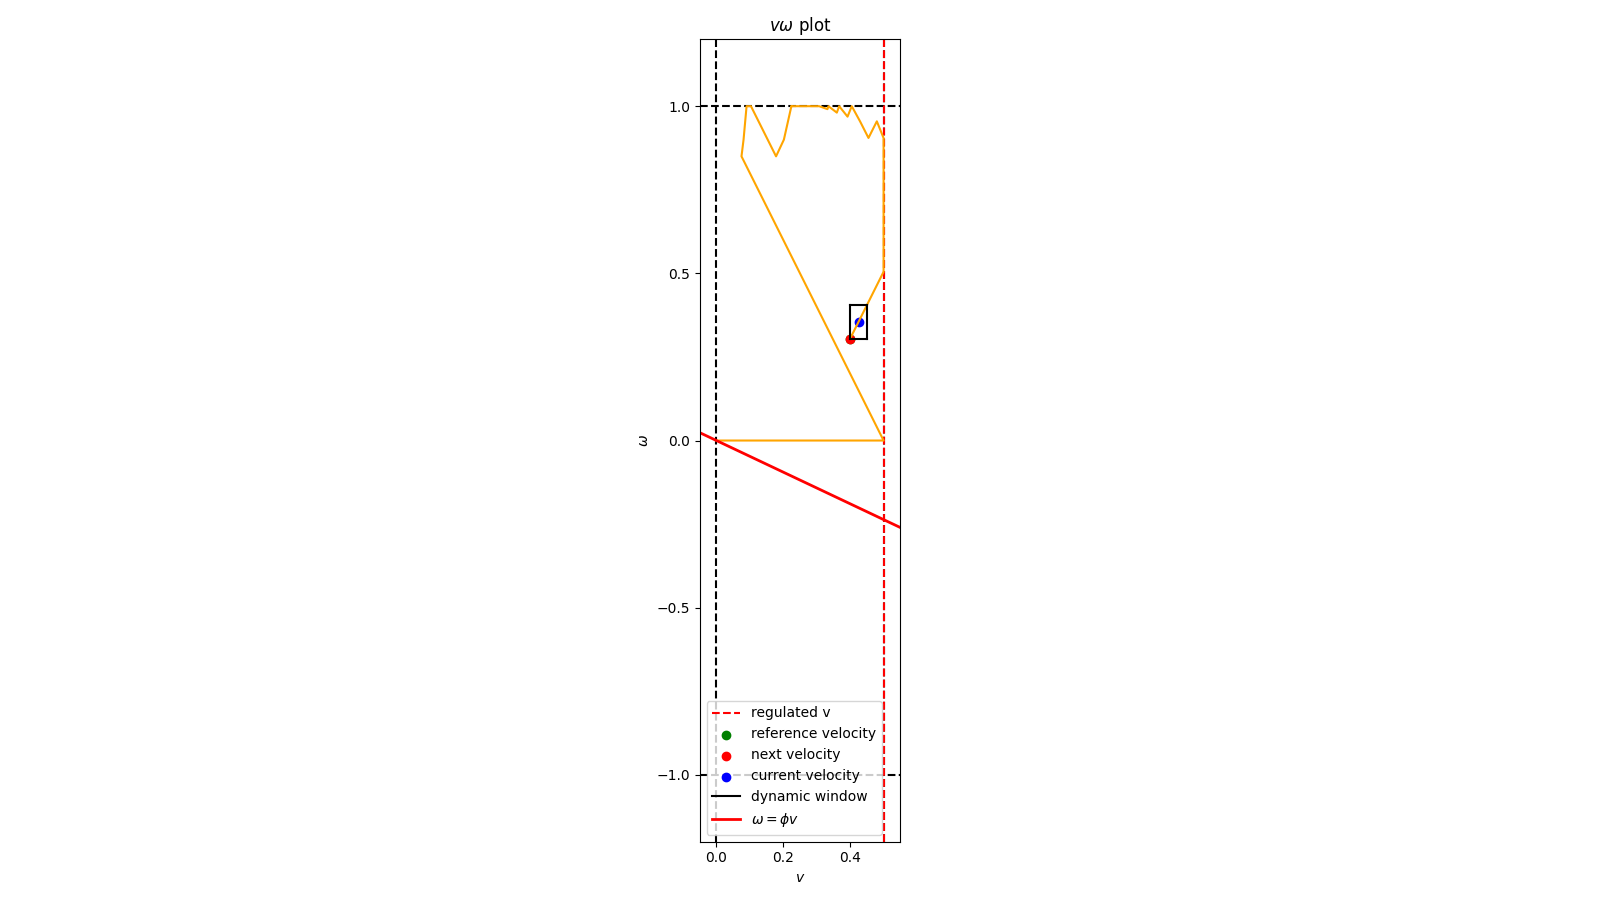 vω plot
1.0
0.5
0.0
−0.5
−1.0
ω
regulated v
reference velocity
next velocity
current velocity
dynamic window
ω = ϕv
0.0 0.2 0.4
v